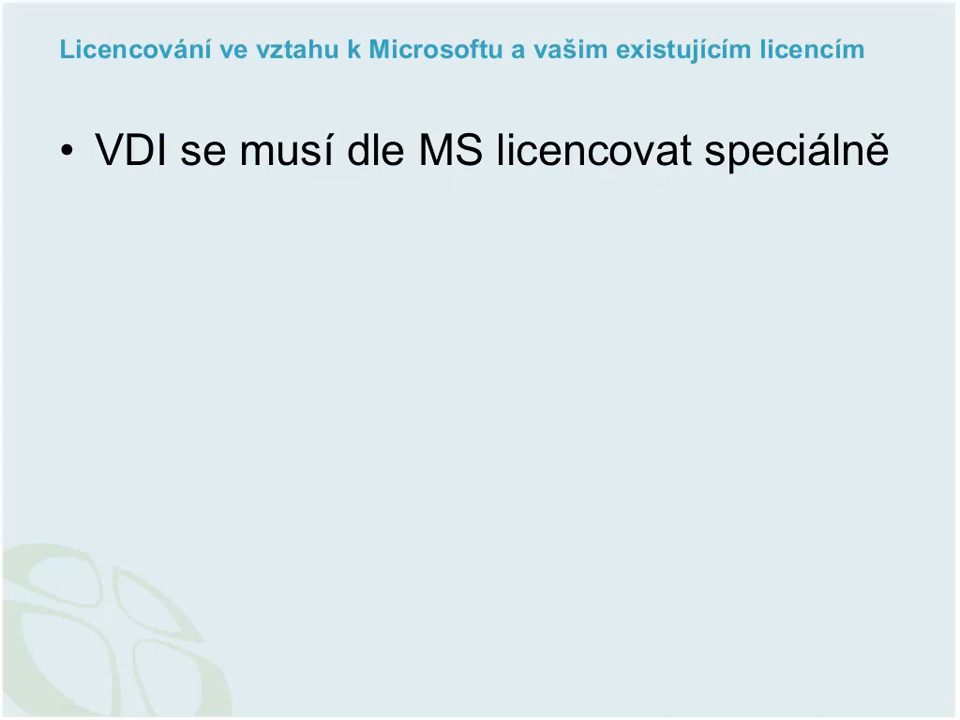 Licencování ve vztahu k Microsoftu a vašim existujícím licencím
• VDI se musí dle MS licencovat speciálně